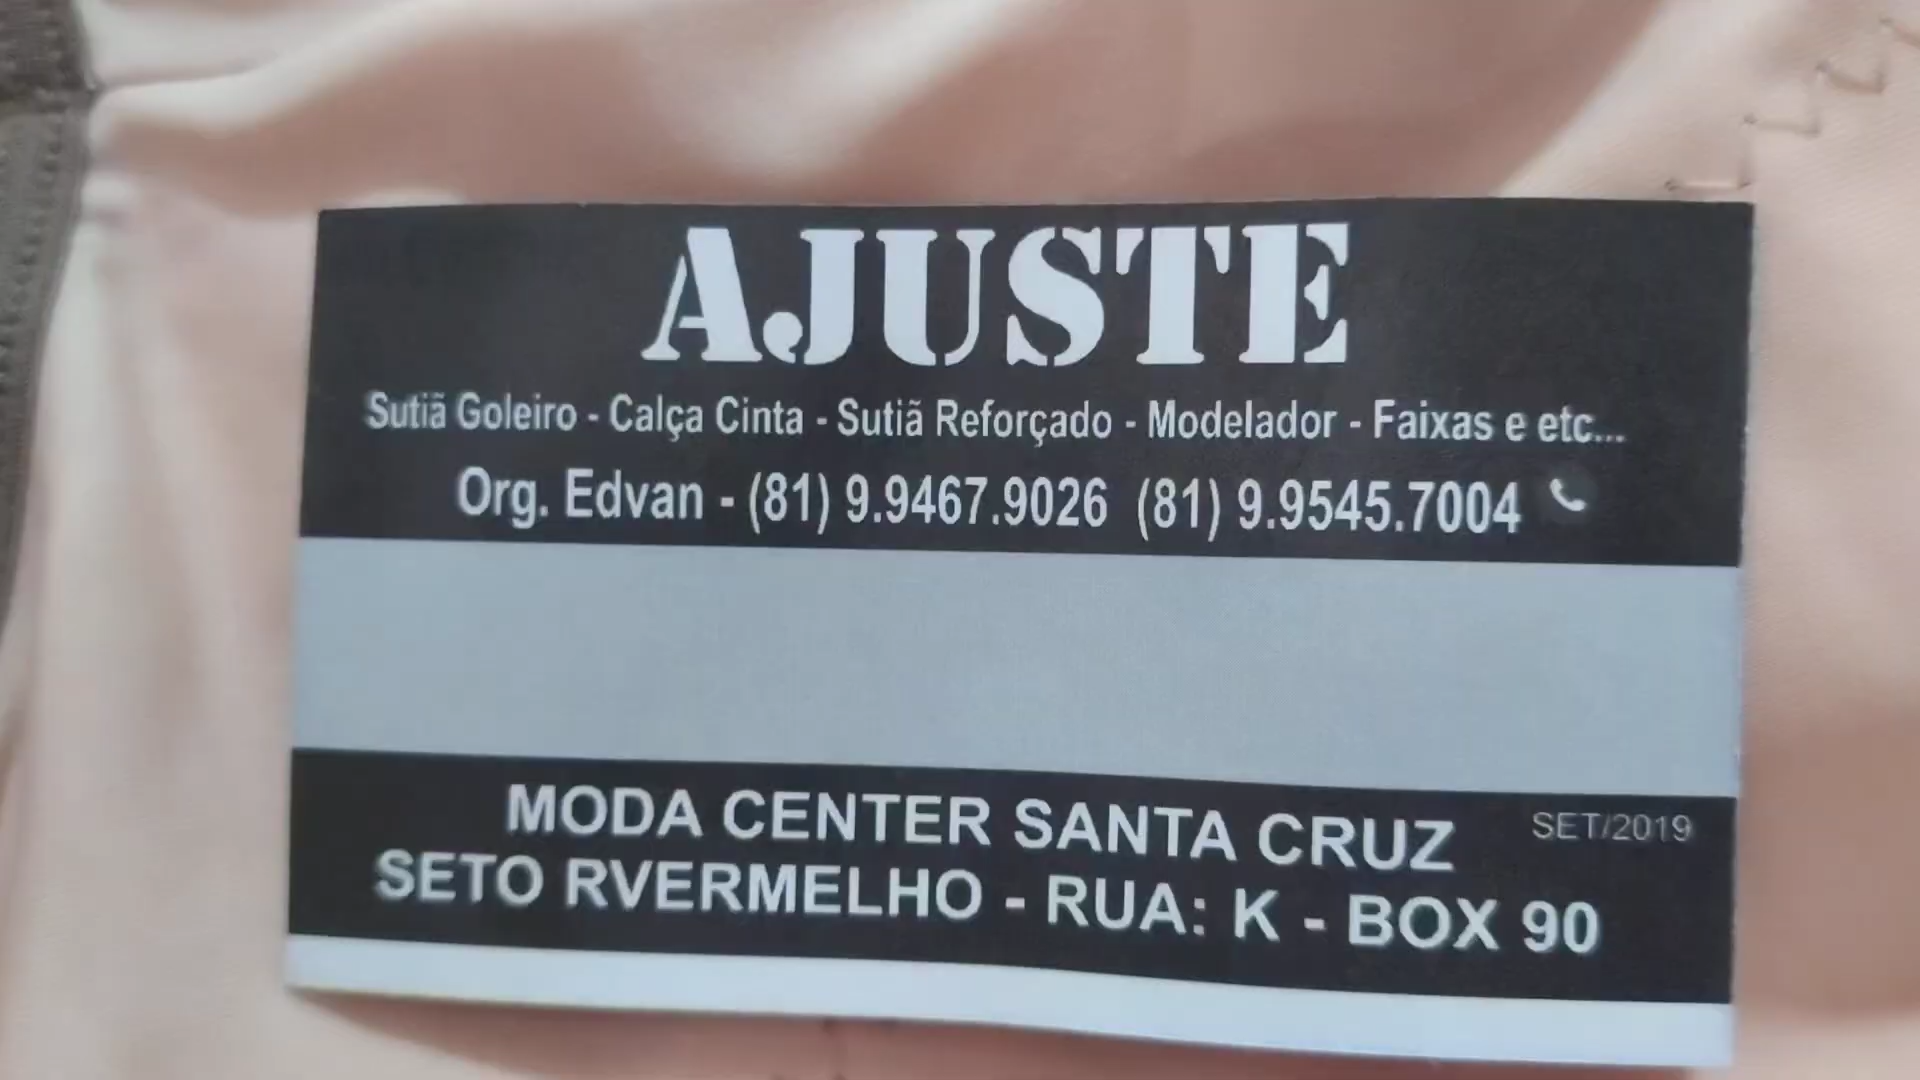 AJUSTE
Sutiã Goleiro - Calça Cinta - Sutiã Reforçado - Modelador - Faixas e etc...
Org. Edvan - (81) 9.9467.9026 (81) 9.9545.7004
MODA CENTER SANTA CRUZ SET/2019
SETO RVERMELHO - RUA: K - BOX 90